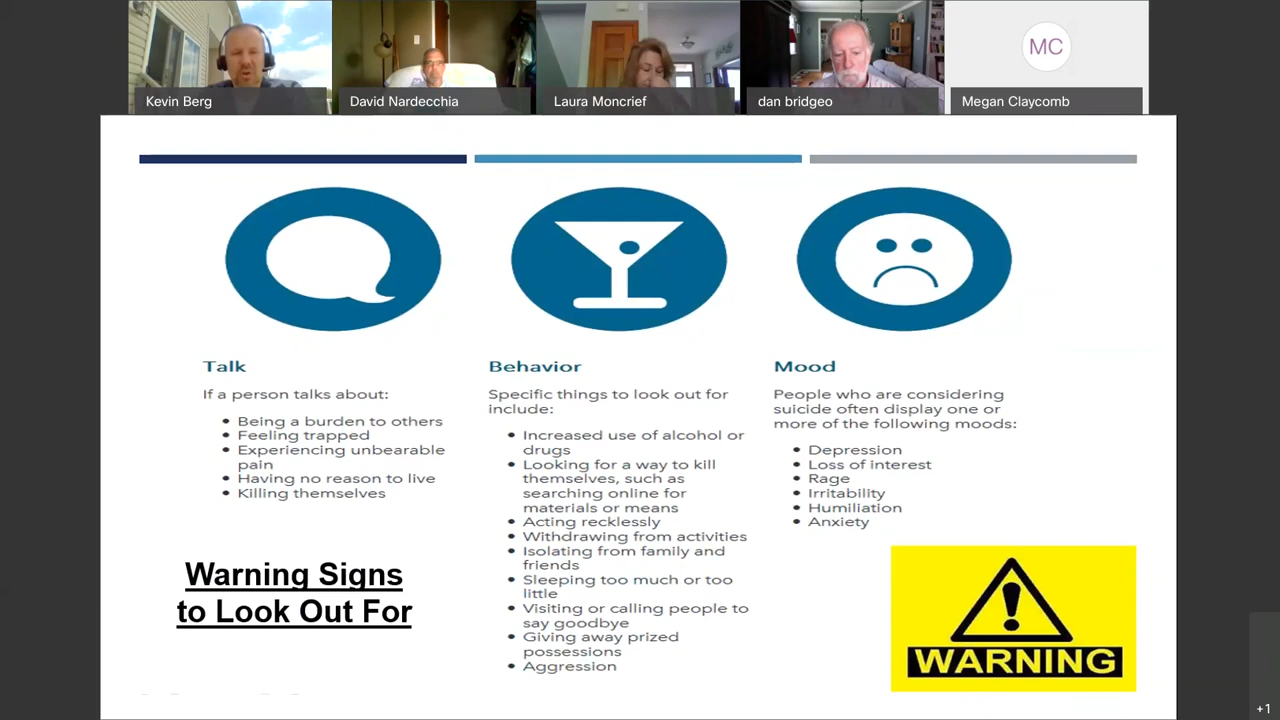 Kevin Berg
David Nardecchia
Laura Moncrief
dan bridgeo
MC
Megan Claycomb
Talk
If a person talks about:
• Being a burden to others
• Feeling trapped
• Experiencing unbearable
pain
• Having no reason to live
• Killing themselves
Warning Signs
to Look Out For
Behavior
Specific things to look out for
include:
• Increased use of alcohol or
drugs
• Looking for a way to kill
themselves, such as
searching online for
materials or means
• Acting recklessly
• Withdrawing from activities
• Isolating from family and
friends
• Sleeping too much or too
little
• Visiting or calling people to
say goodbye
• Giving away prized
possessions
• Aggression
Mood
People who are considering
suicide often display one or
more of the following moods:
• Depression
• Loss of interest
• Rage
• Irritability
• Humiliation
• Anxiety
WARNING
+1